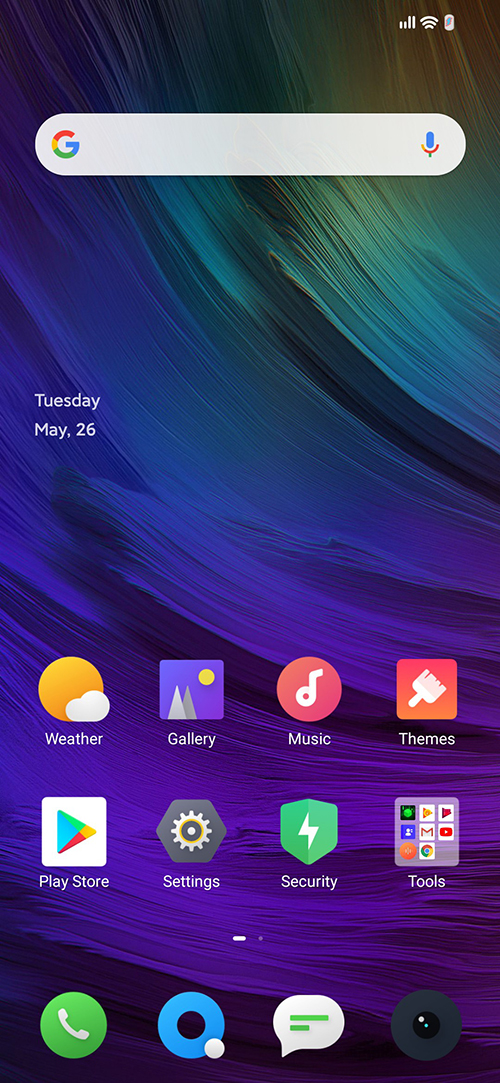 Tuesday
May, 26
Weather
Gallery
Music
Themes
Play Store
Settings
Security
Tools